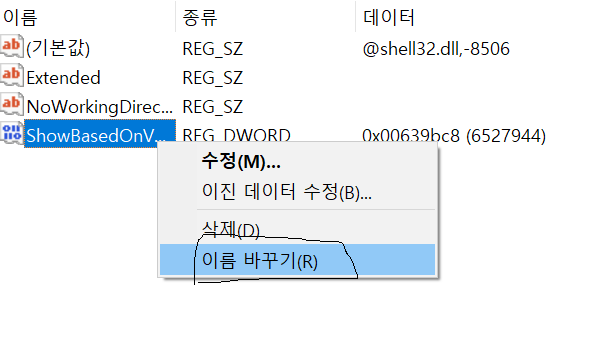 이름 종류 데이터
(기본값) REG_SZ @shell32.dll,-8506
Extended REG_SZ
NoWorkingDirec... REG_SZ
ShowBasedOnV... REG_DWORD 0x00639bc8 (6527944)
수정(M)...
이진 데이터 수정(B)...
삭제(D)
이름 바꾸기(R)